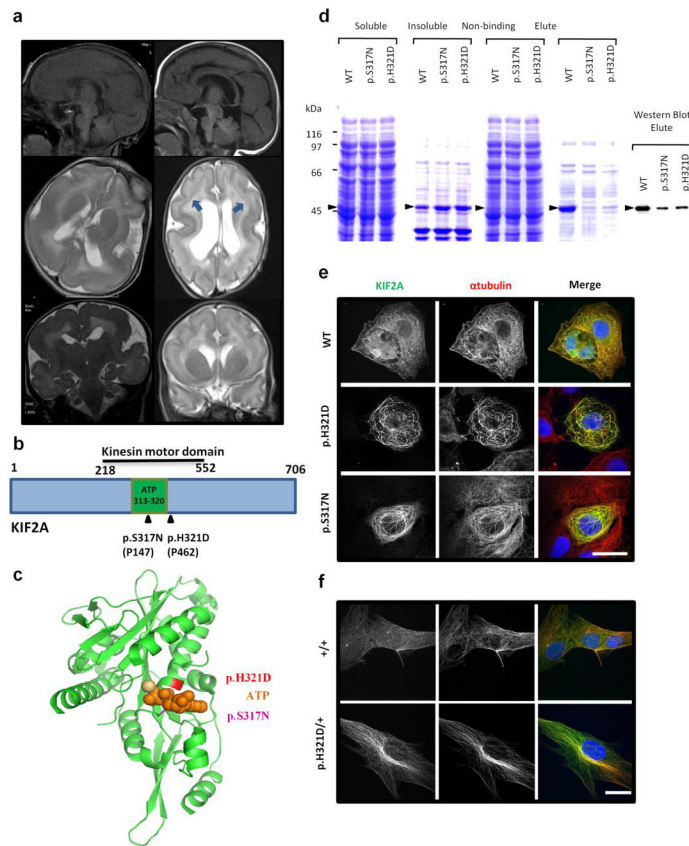 a
b
Kinesin motor domain
1 218 552 706
ATP
313-320
KIF2A
p.S317N p.H321D
(P147) (P462)
c
p.H321D
ATP
p.S317N
d
Soluble Insoluble Non-binding Elute
WT p.S317N p.H321D WT p.S317N p.H321D WT p.S317N p.H321D WT p.S317N p.H321D
kDa
116
97
66
45
Western Blot
Elute
WT p.S317N p.H321D
e
KIF2A αtubulin Merge
WT
p.H321D
p.S317N
f
+/+
p.H321D/+